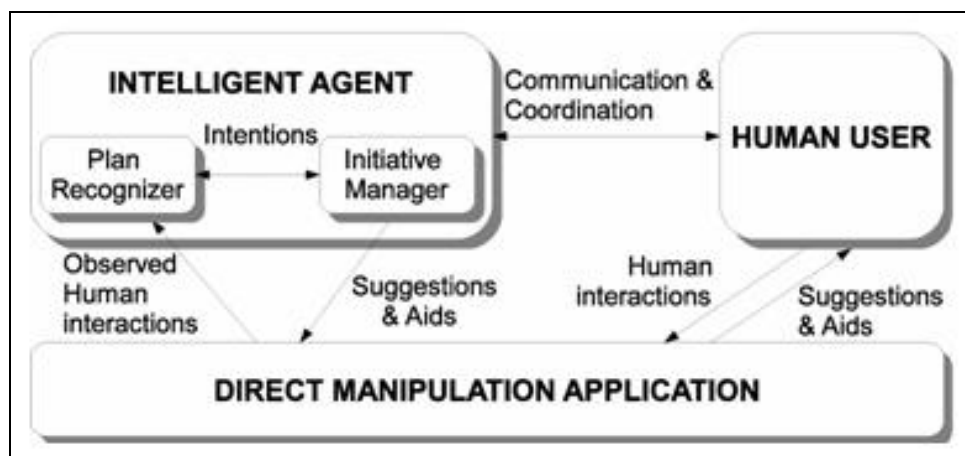 INTELLIGENT AGENT
Intentions
Plan
Recognizer
Initiative
Manager
Communication &
Coordination
HUMAN USER
Observed
Human
interactions
Suggestions
& Aids
Human
interactions
Suggestions
& Aids
DIRECT MANIPULATION APPLICATION